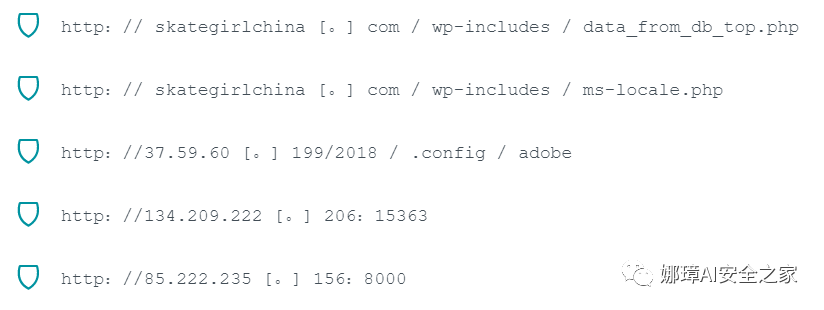 http: // skategirlchina [。] com / wp-includes / data_from_db_top.php
http: // skategirlchina [。] com / wp-includes / ms-locale.php
http: //37.59.60 [。] 199/2018 / .config / adobe
http: //134.209.222 [。] 206: 15363
http: //85.222.235 [。] 156: 8000
娜璋AI安全之家